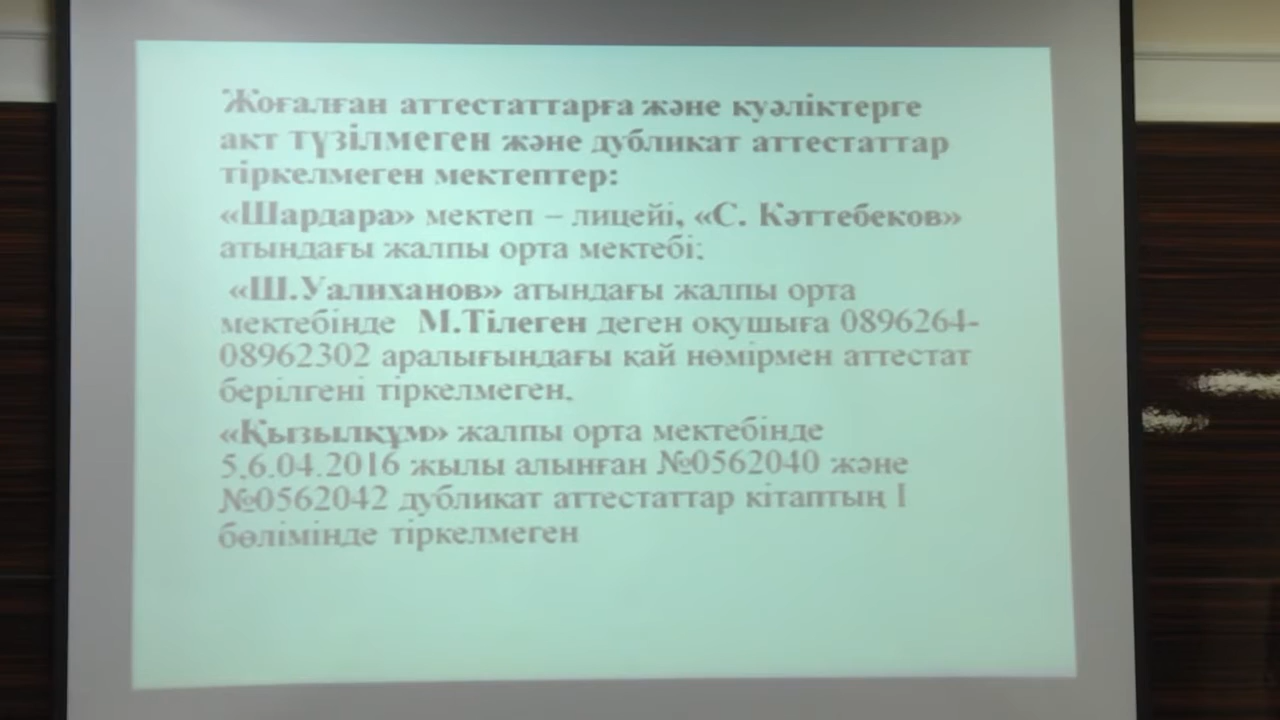 Жоғалған аттестаттарға және куәліктерге
акт түзілмеген және дубликат аттестаттар
тіркелмеген мектептер:
«Шардара» мектеп – лицейі, «С. Кәттебеков»
атындағы жалпы орта мектебі;
«Ш.Уалиханов» атындағы жалпы орта
мектебінде М.Тілеген деген оқушыға 0896264-
08962302 аралығындағы қай нөмірмен аттестат
берілгені тіркелмеген.
«Қызылқұм» жалпы орта мектебінде
5,6.04.2016 жылы алынған №0562040 және
№0562042 дубликат аттестаттар кітаптың I
бөлімінде тіркелмеген